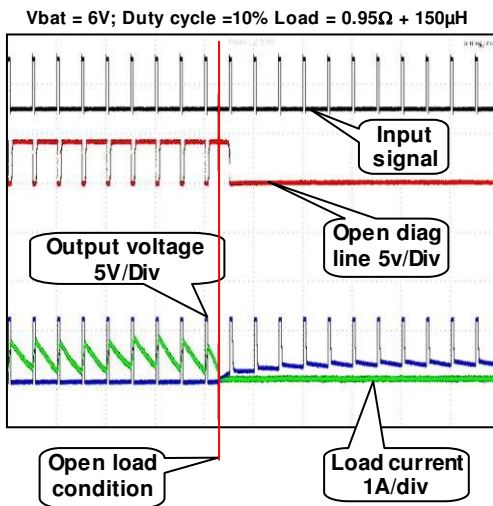 Vbat = 6V; Duty cycle =10% Load = 0.95Ω + 150µH
Input
signal
Output voltage
5V/Div
Open diag
line 5v/Div
Open load
condition
Load current
1A/div